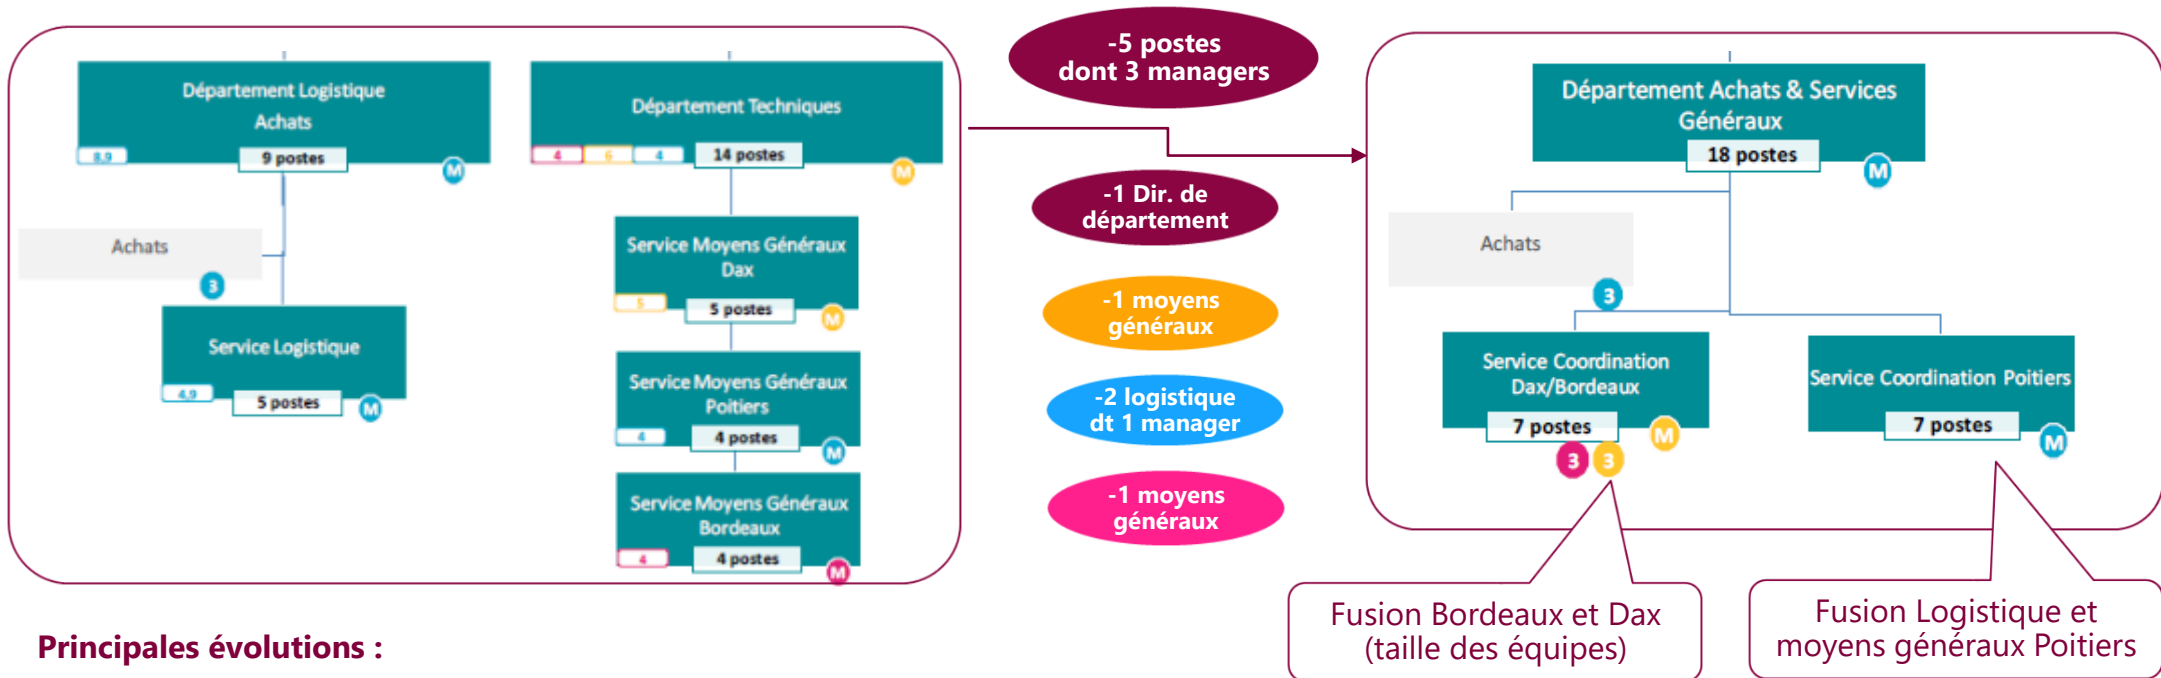 Département Logistique
Achats
8,9
9 postes
M
Achats
3
Service Logistique
4,9
5 postes
M
Département Techniques
4
6
4
14 postes
M
Service Moyens Généraux
Dax
5
5 postes
M
Service Moyens Généraux
Poitiers
4
4 postes
M
Service Moyens Généraux
Bordeaux
4
4 postes
M
-5 postes
dont 3 managers
-1 Dir. de
département
-1 moyens
généraux
-2 logistique
dt 1 manager
-1 moyens
généraux
Département Achats & Services
Généraux
18 postes
M
Achats
3
Service Coordination
Dax/Bordeaux
7 postes
M
3
3
Service Coordination Poitiers
7 postes
M
Fusion Bordeaux et Dax
(taille des équipes)
Fusion Logistique et
moyens généraux Poitiers
Principales évolutions :